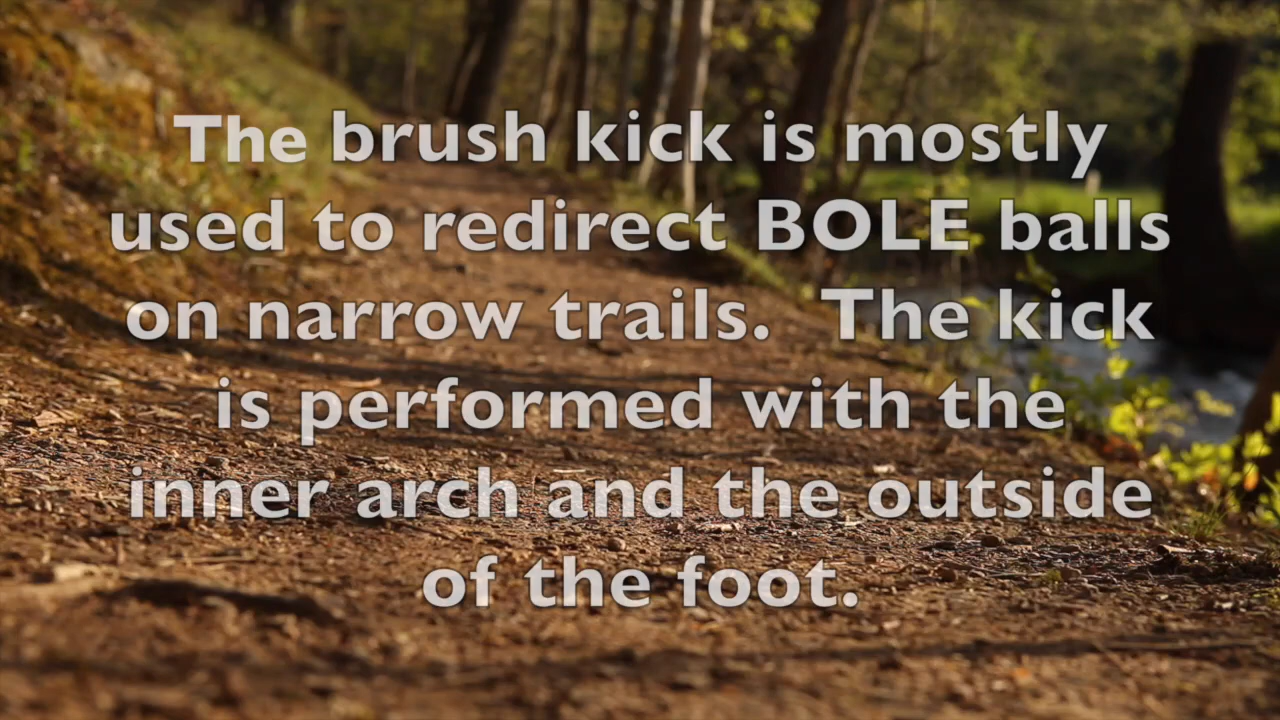 The brush kick is mostly
used to redirect BOLE balls
on narrow trails.  The kick
is performed with the
inner arch and the outside
of the foot.